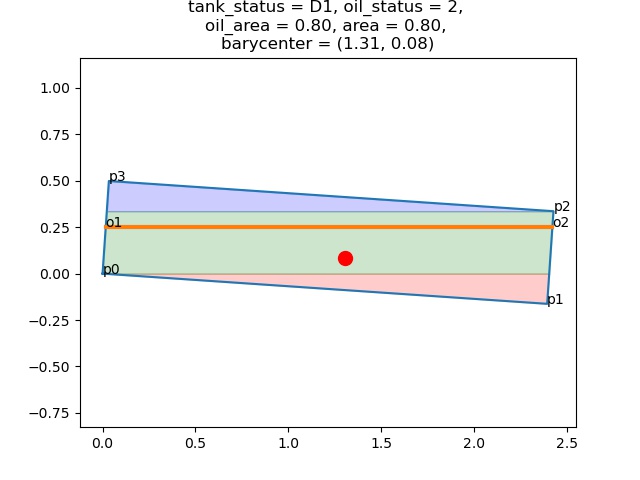 tank_status = D1, oil_status = 2,
oil_area = 0.80, area = 0.80,
barycenter = (1.31, 0.08)
1.00
0.75
0.50
0.25
0.00
−0.25
−0.50
−0.75
p3
p2
o1
o2
p0
p1
0.0
0.5
1.0
1.5
2.0
2.5